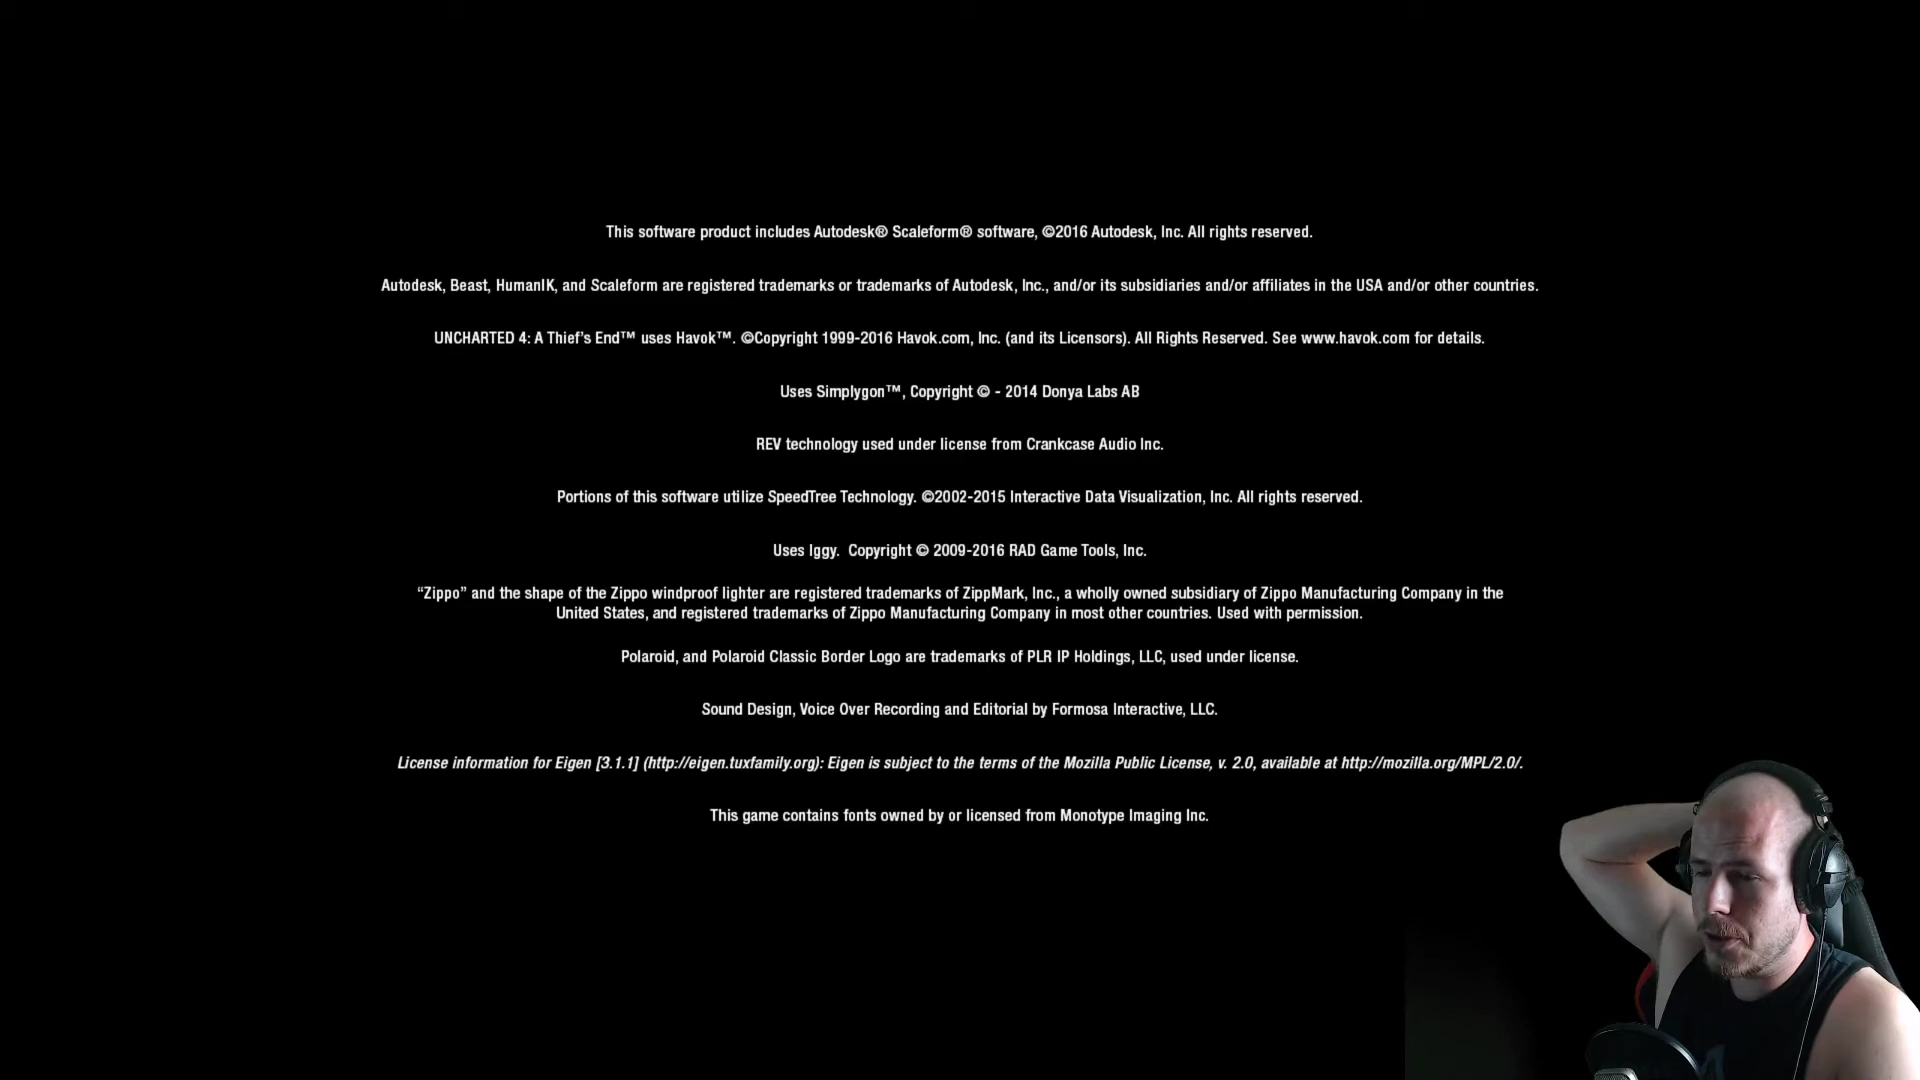 This software product includes Autodesk® Scaleform® software, ©2016 Autodesk, Inc. All rights reserved.
Autodesk, Beast, HumanIK, and Scaleform are registered trademarks or trademarks of Autodesk, Inc., and/or its subsidiaries and/or affiliates in the USA and/or other countries.
UNCHARTED 4: A Thief’s End™ uses Havok™. ©Copyright 1999-2016 Havok.com, Inc. (and its Licensors). All Rights Reserved. See www.havok.com for details.
Uses Simplygon™, Copyright © - 2014 Donya Labs AB
REV technology used under license from Crankcase Audio Inc.
Portions of this software utilize SpeedTree Technology. ©2002-2015 Interactive Data Visualization, Inc. All rights reserved.
Uses Iggy.  Copyright © 2009-2016 RAD Game Tools, Inc.
“Zippo” and the shape of the Zippo windproof lighter are registered trademarks of ZippMark, Inc., a wholly owned subsidiary of Zippo Manufacturing Company in the
United States, and registered trademarks of Zippo Manufacturing Company in most other countries. Used with permission.
Polaroid, and Polaroid Classic Border Logo are trademarks of PLR IP Holdings, LLC, used under license.
Sound Design, Voice Over Recording and Editorial by Formosa Interactive, LLC.
License information for Eigen [3.1.1] (http://eigen.tuxfamily.org): Eigen is subject to the terms of the Mozilla Public License, v. 2.0, available at http://mozilla.org/MPL/2.0/.
This game contains fonts owned by or licensed from Monotype Imaging Inc.